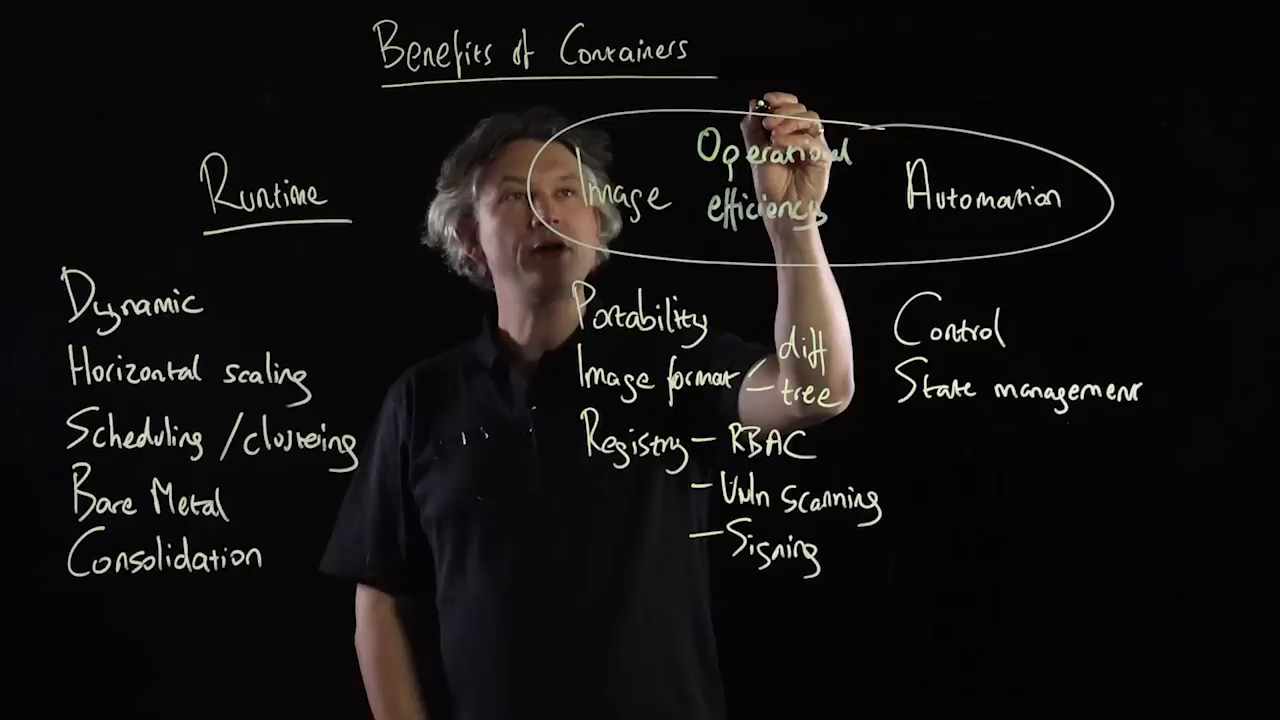 Benefits of Containers
Runtime
Dynamic
Horizontal scaling
Scheduling / clustering
Bare Metal
Consolidation
Image
Operational
efficiency
Automation
Portability
Image format - diff
- tree
Registry - RBAC
- Vuln scanning
- Signing
Control
State management